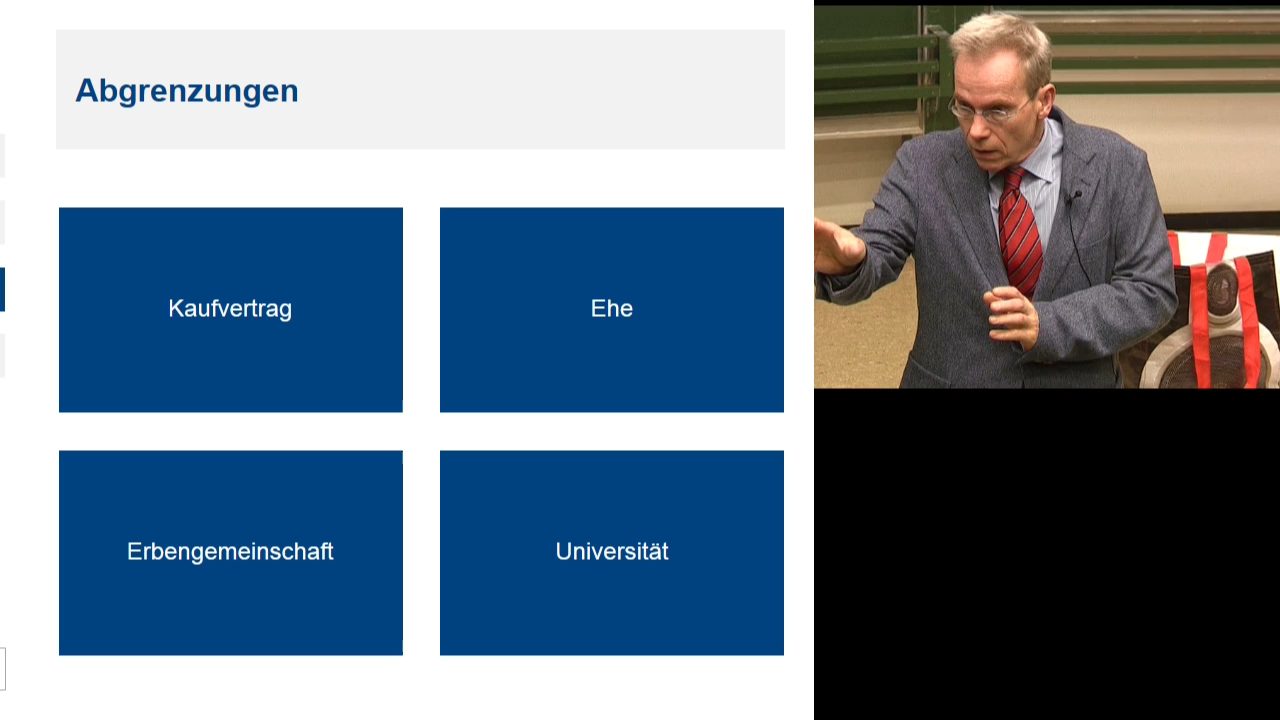 Abgrenzungen
Kaufvertrag
Ehe
Erbengemeinschaft
Universität